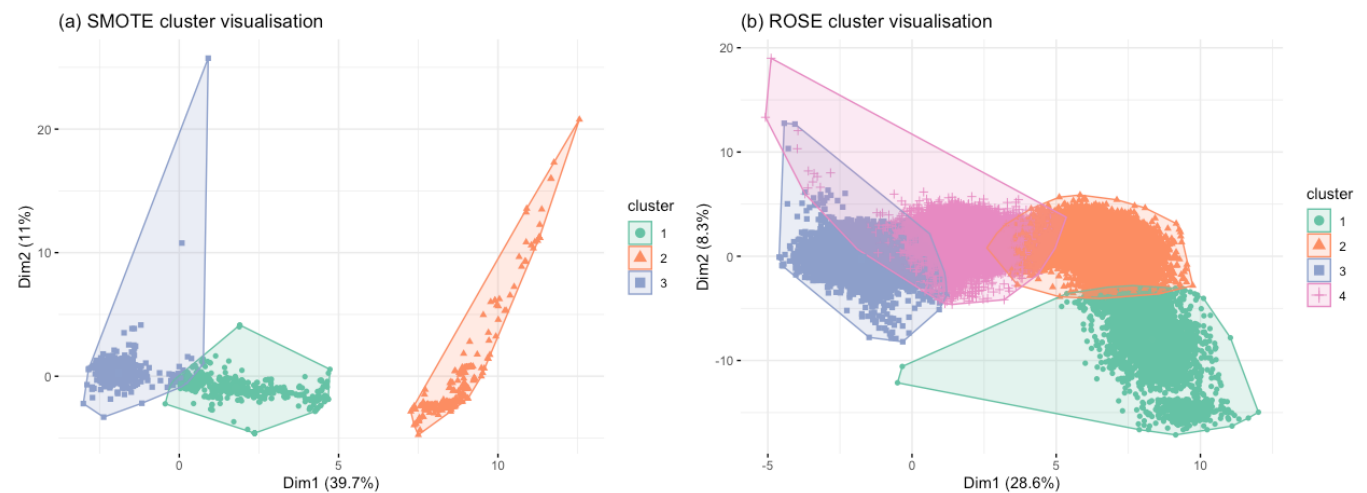 (a) SMOTE cluster visualisation
20
10
0
Dim2 (11%)
0
5
10
Dim1 (39.7%)
cluster
1
2
3
(b) ROSE cluster visualisation
20
10
0
-10
Dim2 (8.3%)
-5
0
5
10
Dim1 (28.6%)
cluster
1
2
3
4